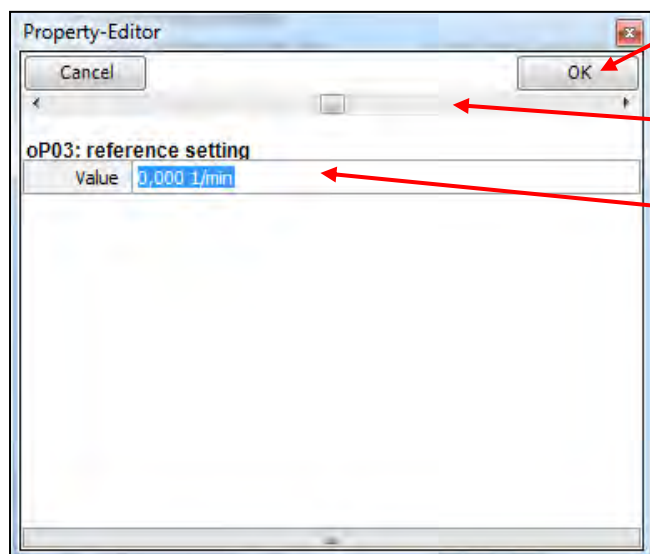 Property-Editor
Cancel OK
oP03: reference setting
Value 0,000 1/min